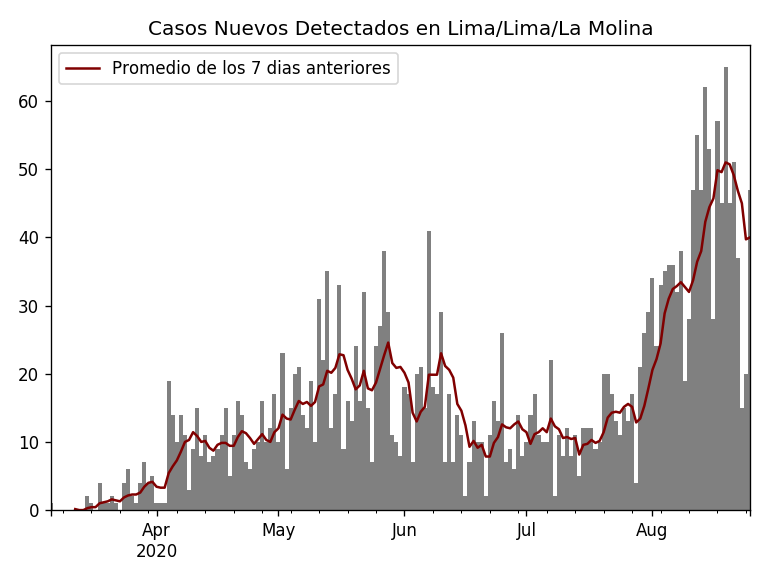 Casos Nuevos Detectados en Lima/Lima/La Molina
Promedio de los 7 dias anteriores
60
50
40
30
20
10
0
Apr
2020
May
Jun
Jul
Aug